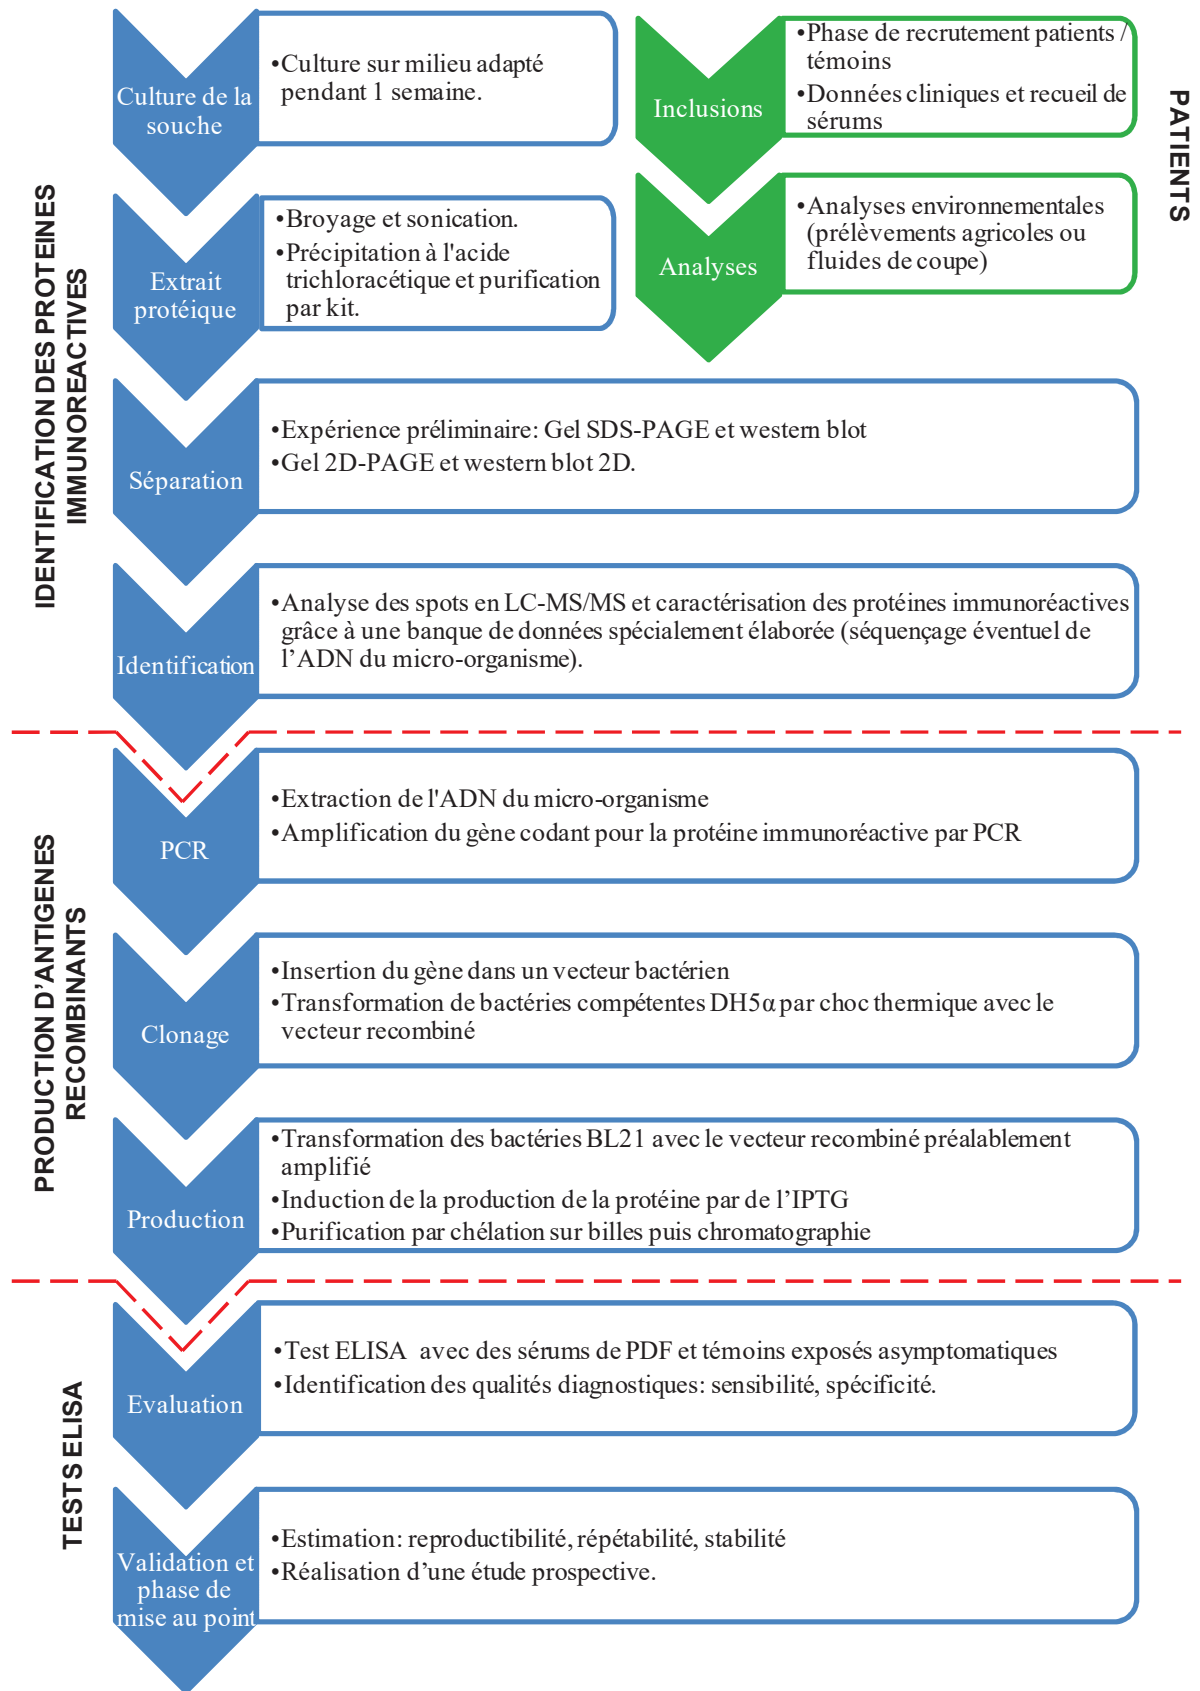 IDENTIFICATION DES PROTEINES
IMMUNOREACTIVES
Culture de la
souche
•Culture sur milieu adapté
pendant 1 semaine.
Extrait
protéique
•Broyage et sonication.
•Précipitation à l'acide
trichloracétique et purification
par kit.
PATIENTS
Inclusions
•Phase de recrutement patients /
témoins
•Données cliniques et recueil de
sérums
Analyses
•Analyses environnementales
(prélèvements agricoles ou
fluides de coupe)
Séparation
•Expérience préliminaire: Gel SDS-PAGE et western blot
•Gel 2D-PAGE et western blot 2D.
Identification
•Analyse des spots en LC-MS/MS et caractérisation des protéines immunoréactives
grâce à une banque de données spécialement élaborée (séquençage éventuel de
l’ADN du micro-organisme).
PRODUCTION D’ANTIGENES
RECOMBINANTS
PCR
•Extraction de l'ADN du micro-organisme
•Amplification du gène codant pour la protéine immunoréactive par PCR
Clonage
•Insertion du gène dans un vecteur bactérien
•Transformation de bactéries compétentes DH5α par choc thermique avec le
vecteur recombiné
Production
•Transformation des bactéries BL21 avec le vecteur recombiné préalablement
amplifié
•Induction de la production de la protéine par de l’IPTG
•Purification par chélation sur billes puis chromatographie
TESTS ELISA
Evaluation
•Test ELISA avec des sérums de PDF et témoins exposés asymptomatiques
•Identification des qualités diagnostiques: sensibilité, spécificité.
Validation et
phase de
mise au point
•Estimation: reproductibilité, répétabilité, stabilité
•Réalisation d’une étude prospective.